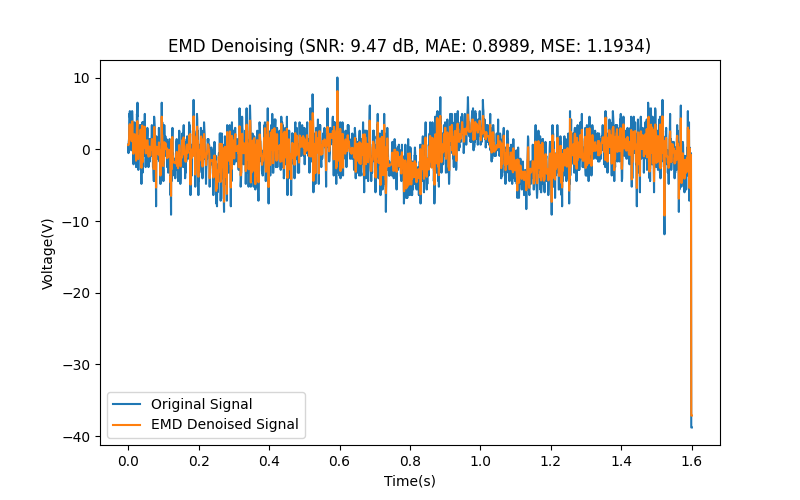 EMD Denoising (SNR: 9.47 dB, MAE: 0.8989, MSE: 1.1934)
10
0
−10
−20
−30
−40
Voltage(V)
Original Signal
EMD Denoised Signal
0.0 0.2 0.4 0.6 0.8 1.0 1.2 1.4 1.6
Time(s)